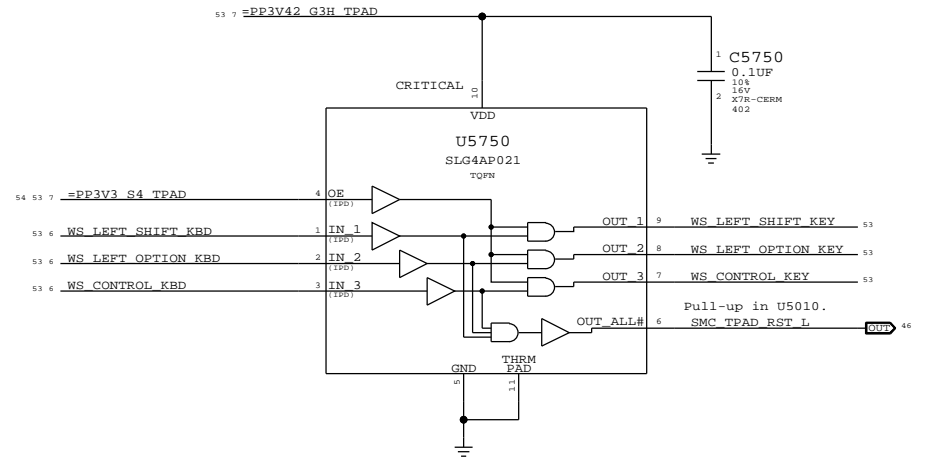 53 7 =PP3V42_G3H_TPAD
1 C5750
0.1UF
10%
16V
2 X7R-CERM
402
CRITICAL
10
VDD
U5750
SLG4AP021
TQFN
54 53 7 =PP3V3_S4_TPAD 4 OE
(IPD)
53 6 WS_LEFT_SHIFT_KBD 1 IN_1
(IPD)
OUT_1 9 WS_LEFT_SHIFT_KEY 53
53 6 WS_LEFT_OPTION_KBD 2 IN_2
(IPD)
OUT_2 8 WS_LEFT_OPTION_KEY 53
53 6 WS_CONTROL_KBD 3 IN_3
(IPD)
OUT_3 7 WS_CONTROL_KEY 53
Pull-up in U5010.
OUT_ALL# 6 SMC_TPAD_RST_L OUT 46
GND
THRM
PAD
5
11